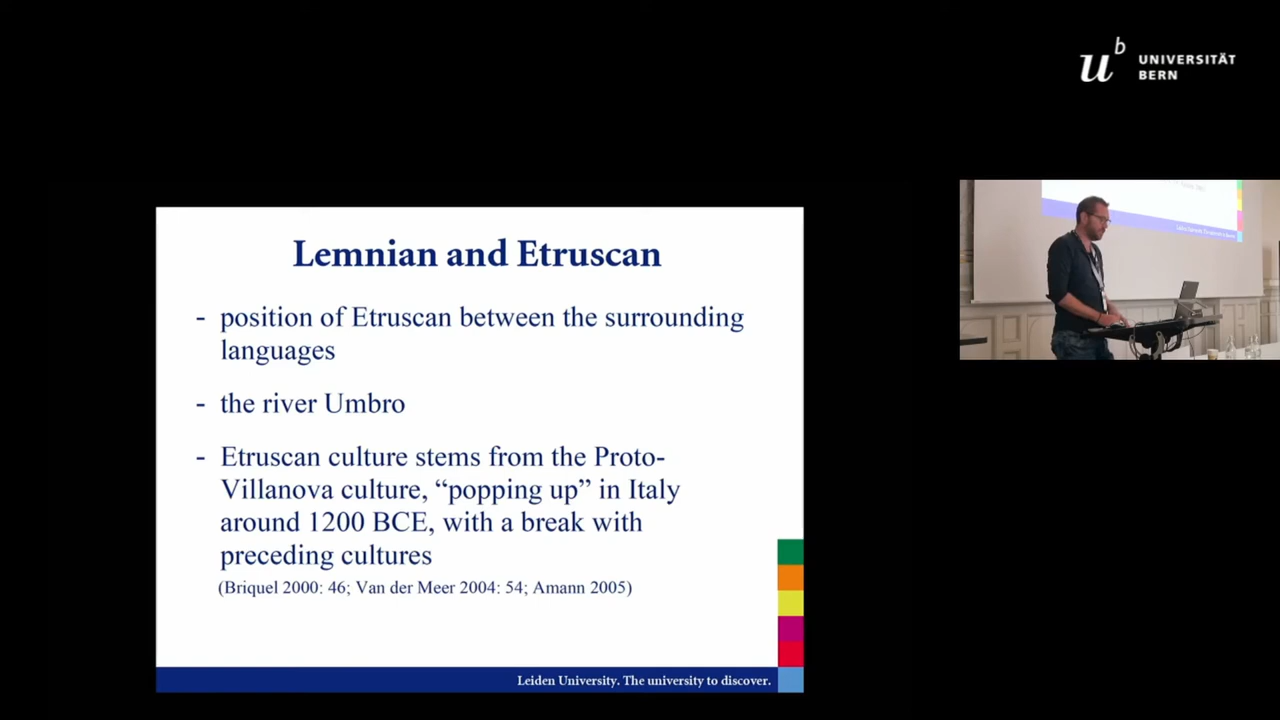 u^b UNIVERSITÄT
BERN
Lemnian and Etruscan
- position of Etruscan between the surrounding
languages
- the river Umbro
- Etruscan culture stems from the Proto-
Villanova culture, “popping up” in Italy
around 1200 BCE, with a break with
preceding cultures
(Briquel 2000: 46; Van der Meer 2004: 54; Amann 2005)
Leiden University. The university to discover.